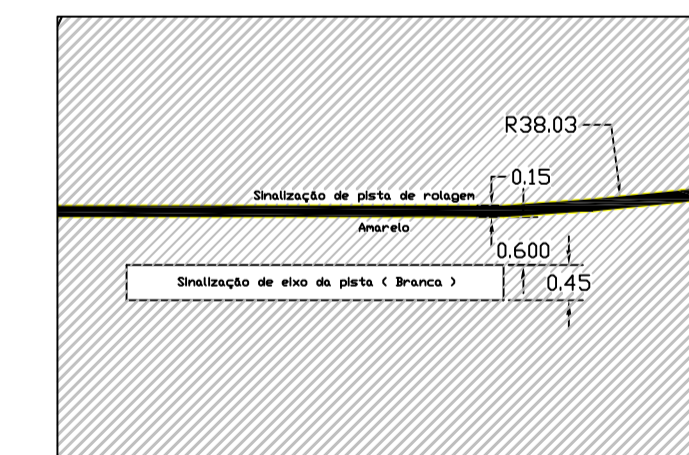 R38.03
0.15
Sinalização de pista de rolagem
Amarelo
0.600
Sinalização de eixo da pista ( Branca )
0.45